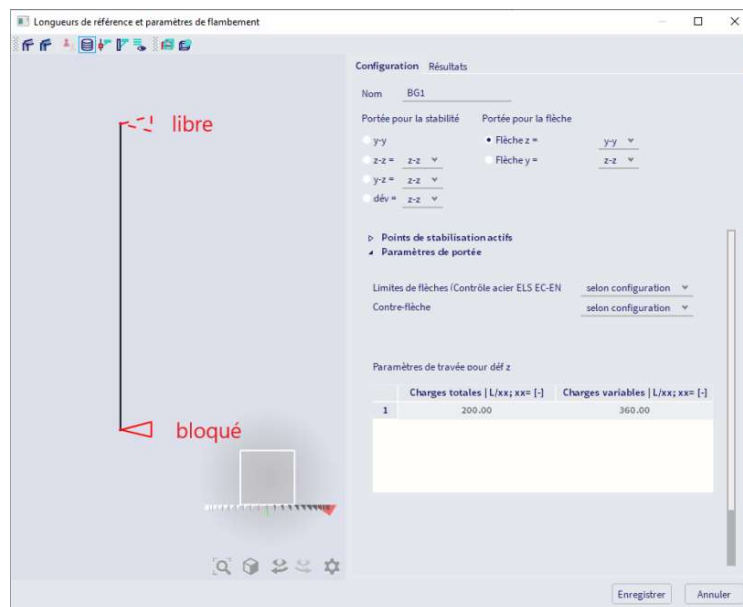 Longueurs de référence et paramètres de flambement
Configuration Résultats
Nom BG1
Portée pour la stabilité Portée pour la flèche
y-y Flèche z = y-y
z-z = z-z Flèche y = z-z
y-z = z-z
dév = z-z
Points de stabilisation actifs
Paramètres de portée
Limites de flèches (Contrôle acier ELS EC-EN selon configuration
Contre-flèche selon configuration
Paramètres de travée pour déf z
Charges totales | L/xx; xx= [-] Charges variables | L/xx; xx= [-]
1 200.00 360.00
libre
bloqué
Enregistrer Annuler